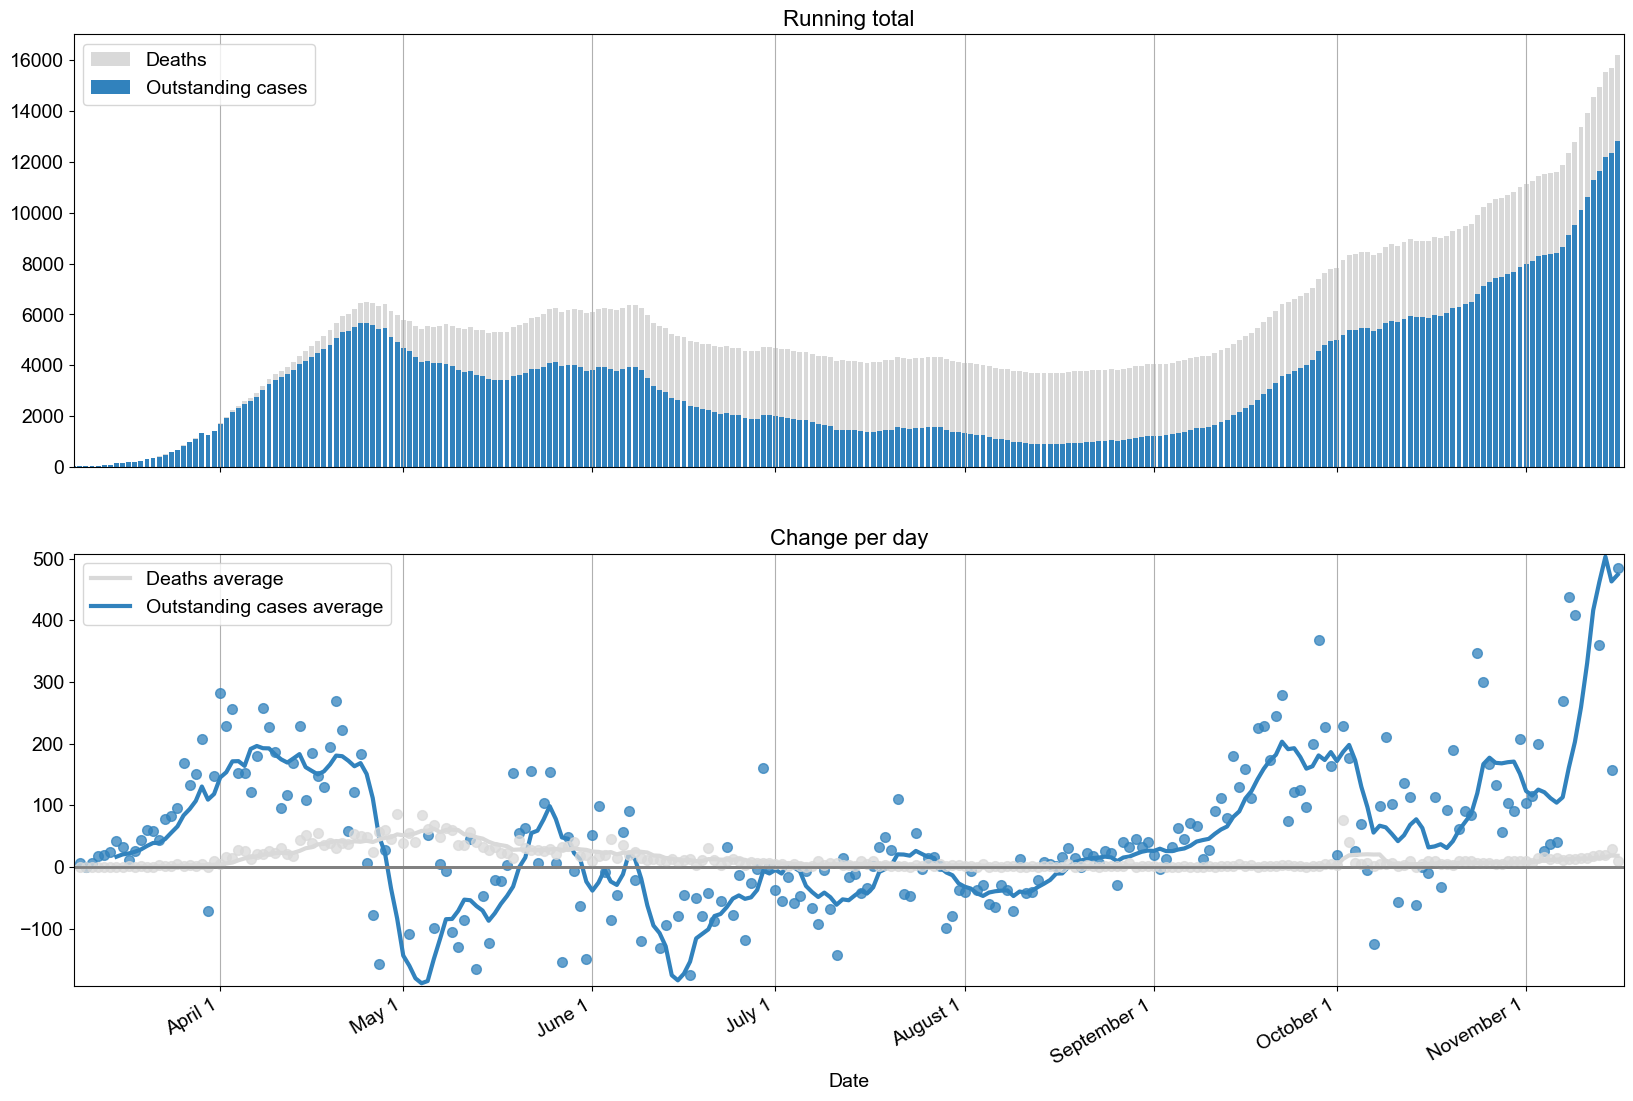 Running total
Deaths
Outstanding cases
16000
14000
12000
10000
8000
6000
4000
2000
0
Change per day
Deaths average
Outstanding cases average
500
400
300
200
100
0
−100
April 1
May 1
June 1
July 1
August 1
September 1
October 1
November 1
Date